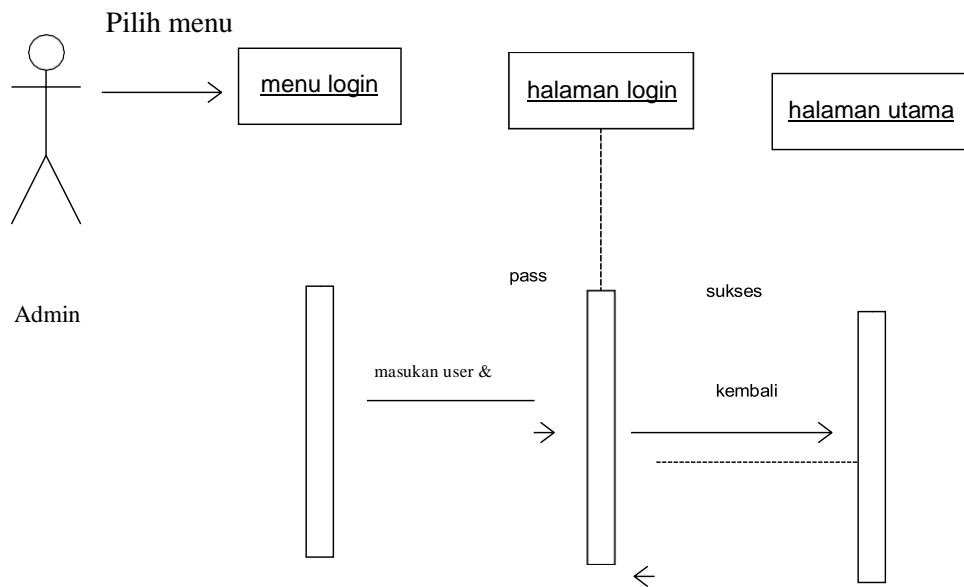 Pilih menu
menu login
halaman login
halaman utama
pass
sukses
Admin
masukan user &
kembali